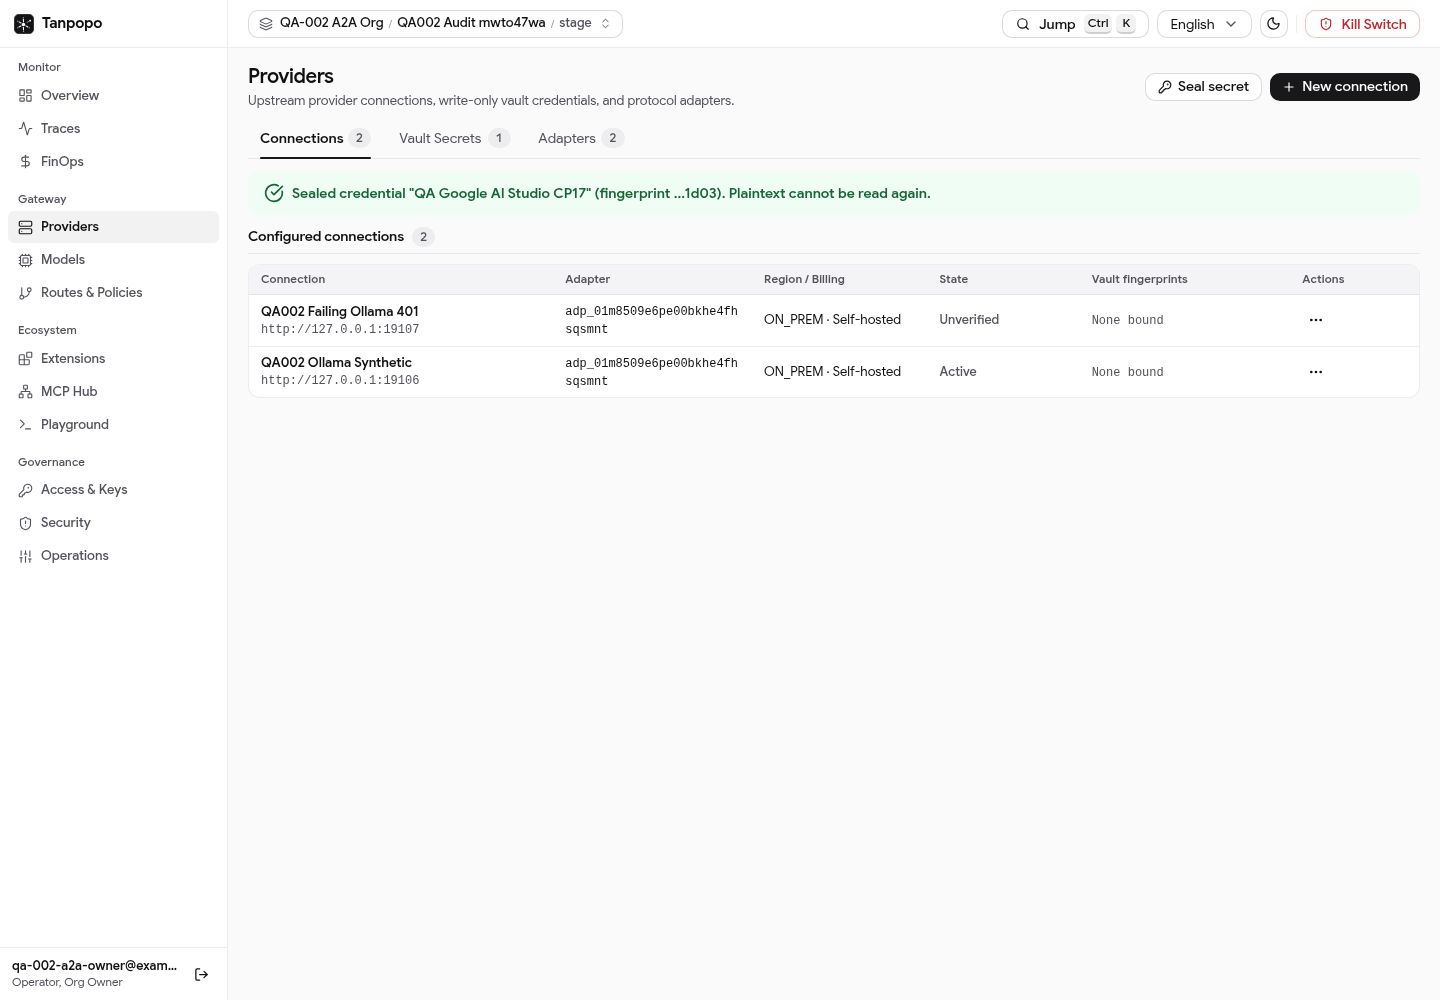 Tanpopo
QA-002 A2A Org / QA002 Audit mwto47wa / stage
Jump Ctrl K
English
Kill Switch
Monitor
Overview
Traces
FinOps
Gateway
Providers
Models
Routes & Policies
Ecosystem
Extensions
MCP Hub
Playground
Governance
Access & Keys
Security
Operations
qa-002-a2a-owner@exam...
Operator, Org Owner
Providers
Upstream provider connections, write-only vault credentials, and protocol adapters.
Seal secret
New connection
Connections 2
Vault Secrets 1
Adapters 2
Sealed credential "QA Google AI Studio CP17" (fingerprint ...1d03). Plaintext cannot be read again.
Configured connections 2
Connection Adapter Region / Billing State Vault fingerprints Actions
QA002 Failing Ollama 401
http://127.0.0.1:19107
adp_01m8509e6pe00bkhe4fh
sqsmnt
ON_PREM · Self-hosted
Unverified
None bound
QA002 Ollama Synthetic
http://127.0.0.1:19106
adp_01m8509e6pe00bkhe4fh
sqsmnt
ON_PREM · Self-hosted
Active
None bound